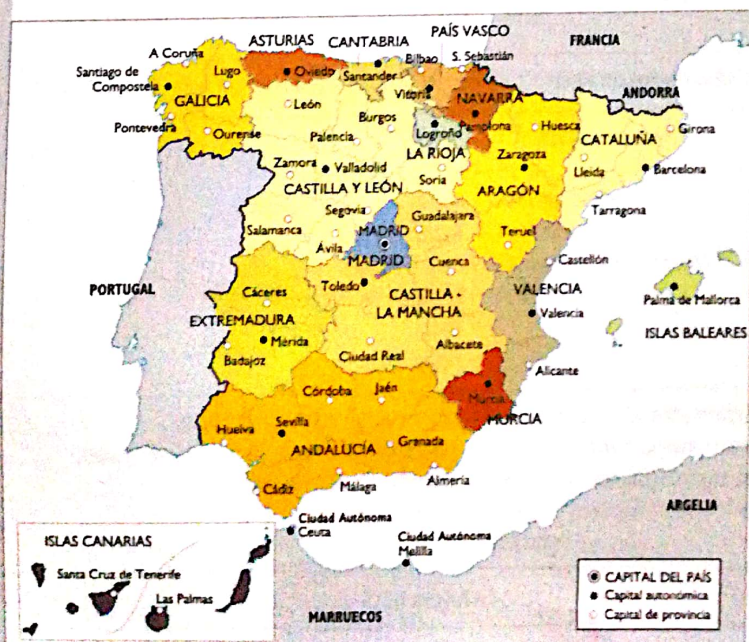 ASTURIAS
CANTABRIA
PAÍS VASCO
FRANCIA
A Coruña
Bilbao
S. Sebastián
Santiago de
Compostela
Lugo
Oviedo
Santander
Vitoria
NAVARRA
ANDORRA
GALICIA
León
Burgos
Logroño
Pamplona
Huesca
Girona
Pontevedra
Ourense
Palencia
LA RIOJA
CATALUÑA
Zamora
Valladolid
Zaragoza
Lleida
Barcelona
CASTILLA Y LEÓN
Soria
ARAGÓN
Segovia
Guadalajara
Tarragona
Salamanca
MADRID
Teruel
Ávila
MADRID
Cuenca
Castellón
PORTUGAL
Cáceres
Toledo
CASTILLA -
LA MANCHA
VALENCIA
Palma de Mallorca
EXTREMADURA
Valencia
ISLAS BALEARES
Mérida
Badajoz
Ciudad Real
Albacete
Alicante
Córdoba
Jaén
Murcia
MURCIA
Huelva
Sevilla
ANDALUCÍA
Granada
Cádiz
Málaga
Almería
ARGELIA
Ciudad Autónoma
Ceuta
Ciudad Autónoma
Melilla
ISLAS CANARIAS
Santa Cruz de Tenerife
Las Palmas
MARRUECOS
CAPITAL DEL PAÍS
Capital autonómica
Capital de provincia